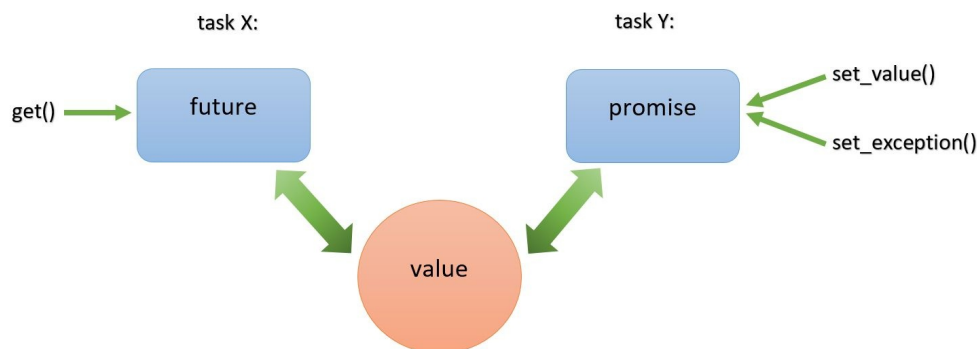 task X:
task Y:
future
promise
get()
set_value()
set_exception()
value